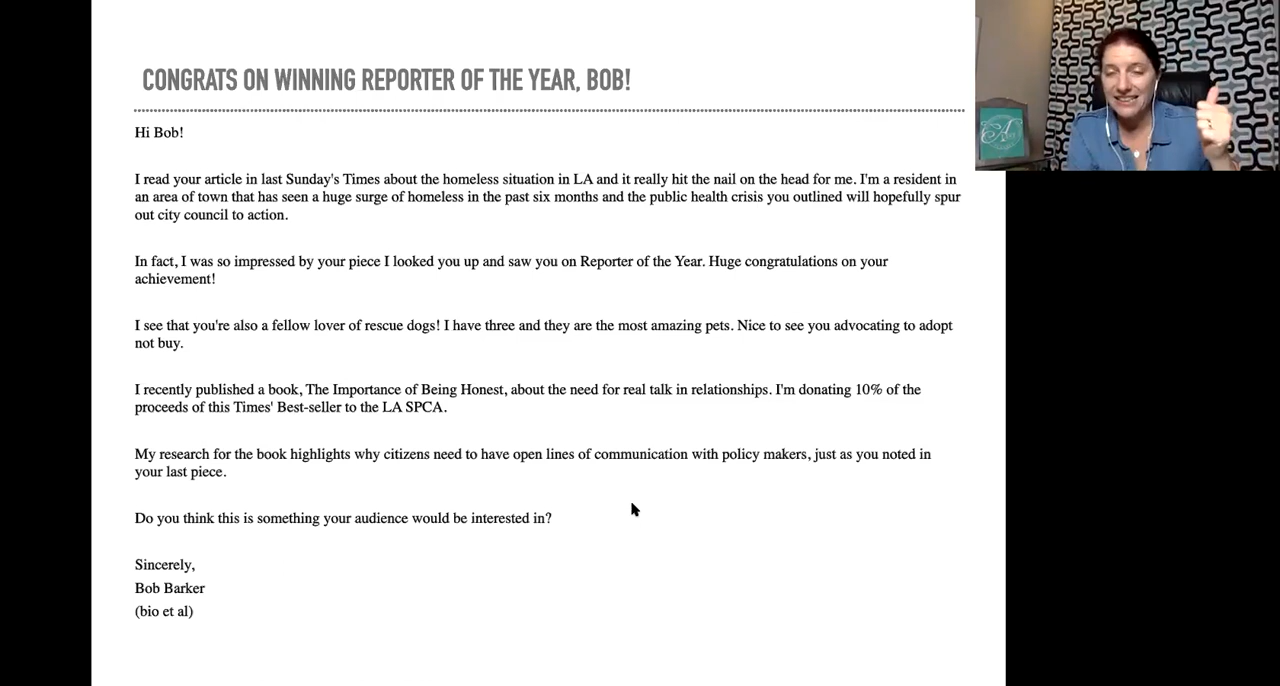 CONGRATS ON WINNING REPORTER OF THE YEAR, BOB!
Hi Bob!
I read your article in last Sunday's Times about the homeless situation in LA and it really hit the nail on the head for me. I'm a resident in
an area of town that has seen a huge surge of homeless in the past six months and the public health crisis you outlined will hopefully spur
out city council to action.
In fact, I was so impressed by your piece I looked you up and saw you on Reporter of the Year. Huge congratulations on your
achievement!
I see that you're also a fellow lover of rescue dogs! I have three and they are the most amazing pets. Nice to see you advocating to adopt
not buy.
I recently published a book, The Importance of Being Honest, about the need for real talk in relationships. I'm donating 10% of the
proceeds of this Times' Best-seller to the LA SPCA.
My research for the book highlights why citizens need to have open lines of communication with policy makers, just as you noted in
your last piece.
Do you think this is something your audience would be interested in?
Sincerely,
Bob Barker
(bio et al)